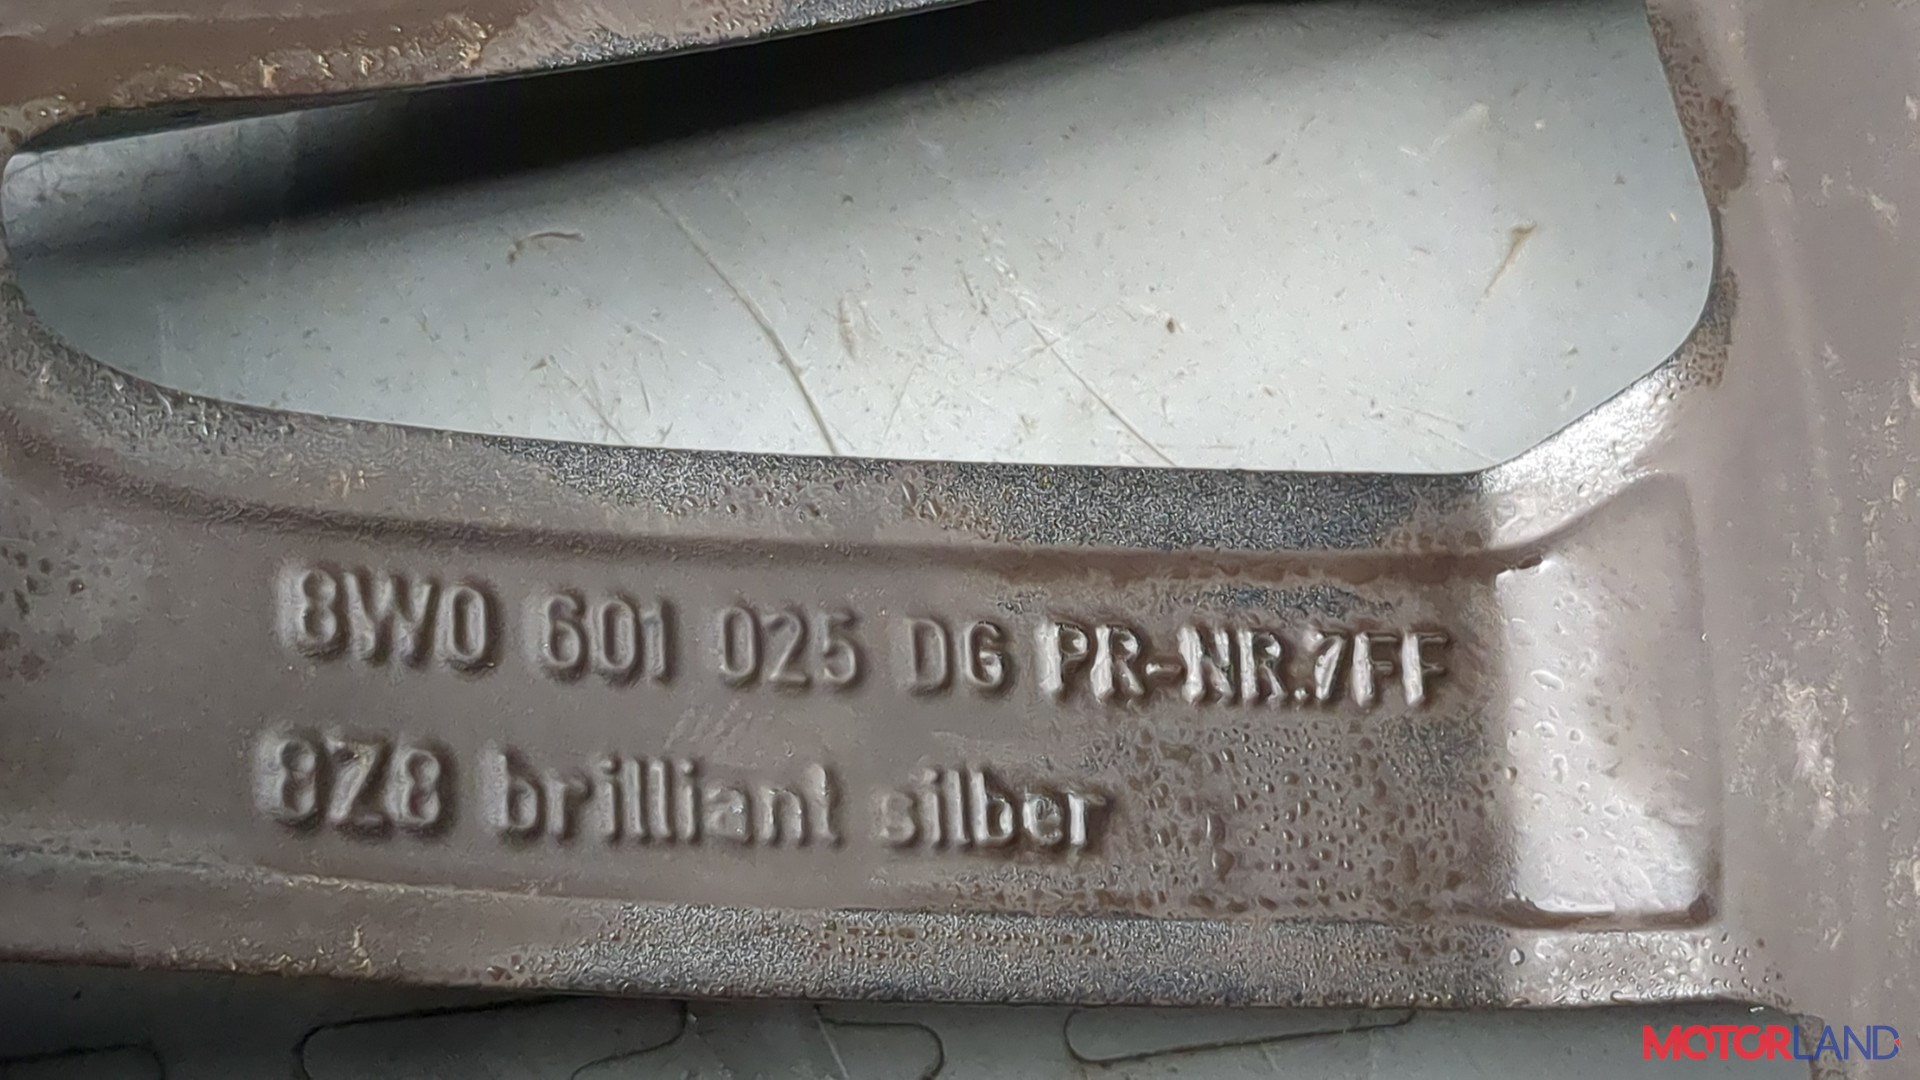 8W0 601 025 DG PR-NR.7FF
8Z8 brilliant silber
MOTORLAND